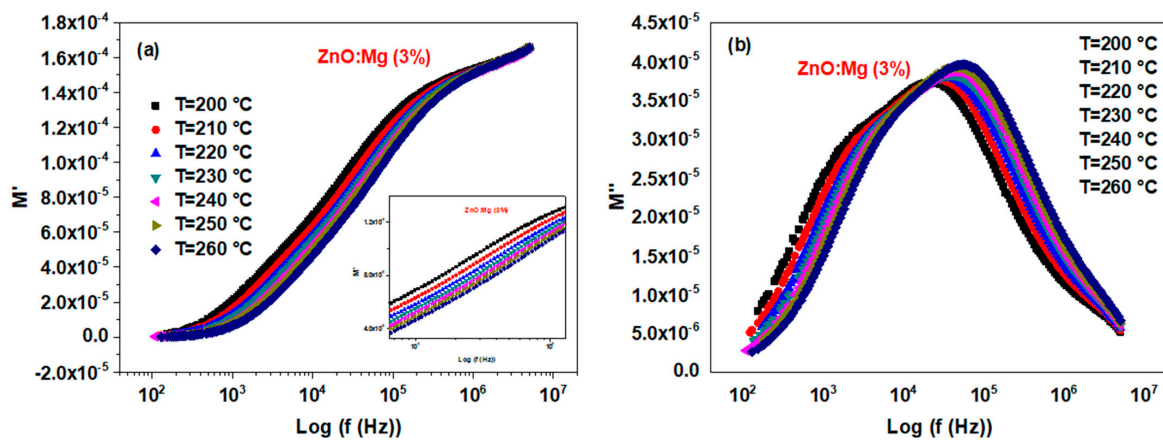 (a)
ZnO:Mg (3%)
T=200 °C
T=210 °C
T=220 °C
T=230 °C
T=240 °C
T=250 °C
T=260 °C
1.8x10⁻⁴
1.6x10⁻⁴
1.4x10⁻⁴
1.2x10⁻⁴
1.0x10⁻⁴
8.0x10⁻⁵
6.0x10⁻⁵
4.0x10⁻⁵
2.0x10⁻⁵
0.0
-2.0x10⁻⁵
M'
ZnO:Mg (3%)
M'
Log (f (Hz))
10² 10³ 10⁴ 10⁵ 10⁶ 10⁷
Log (f (Hz))
(b)
ZnO:Mg (3%)
T=200 °C
T=210 °C
T=220 °C
T=230 °C
T=240 °C
T=250 °C
T=260 °C
4.5x10⁻⁵
4.0x10⁻⁵
3.5x10⁻⁵
3.0x10⁻⁵
2.5x10⁻⁵
2.0x10⁻⁵
1.5x10⁻⁵
1.0x10⁻⁵
5.0x10⁻⁶
0.0
M''
10² 10³ 10⁴ 10⁵ 10⁶ 10⁷
Log (f (Hz))